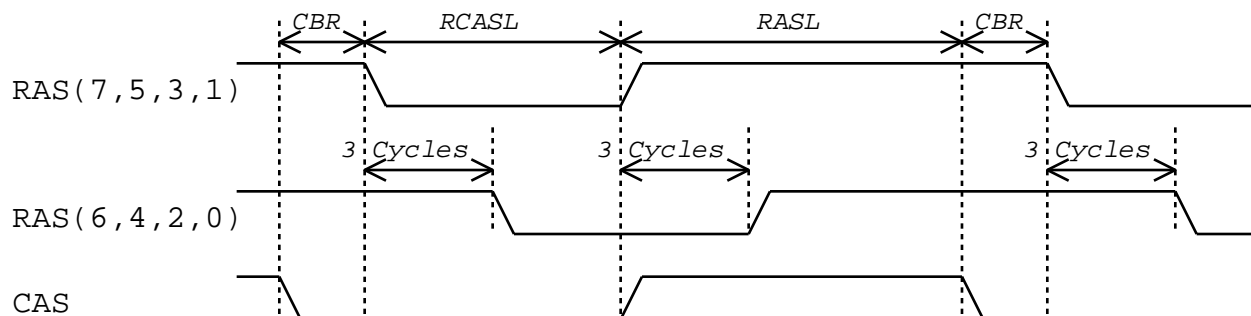 CBR RCASL RASL CBR
RAS(7,5,3,1)
3 Cycles 3 Cycles 3 Cycles
RAS(6,4,2,0)
CAS